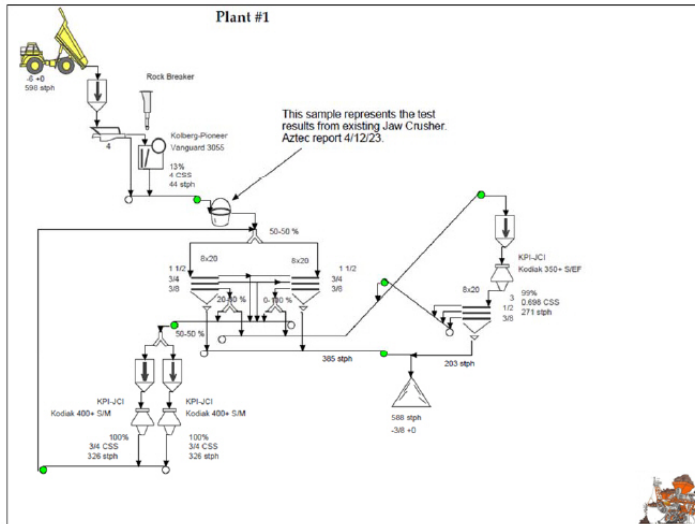 Plant #1
-6 +0
598 stph
Rock Breaker
4
Kolberg-Pioneer
Vanguard 3055
13%
4 CSS
44 stph
This sample represents the test
results from existing Jaw Crusher.
Aztec report 4/12/23.
50-50 %
8x20
1 1/2
3/4
3/8
8x20
1 1/2
3/4
3/8
0-100 %
50-50 %
KPI-JCI
Kodiak 350+ S/EF
99%
0.698 CSS
271 stph
8x20
3
1/2
3/8
385 stph
203 stph
588 stph
-3/8 +0
KPI-JCI
Kodiak 400+ S/M
100%
3/4 CSS
326 stph
KPI-JCI
Kodiak 400+ S/M
100%
3/4 CSS
326 stph